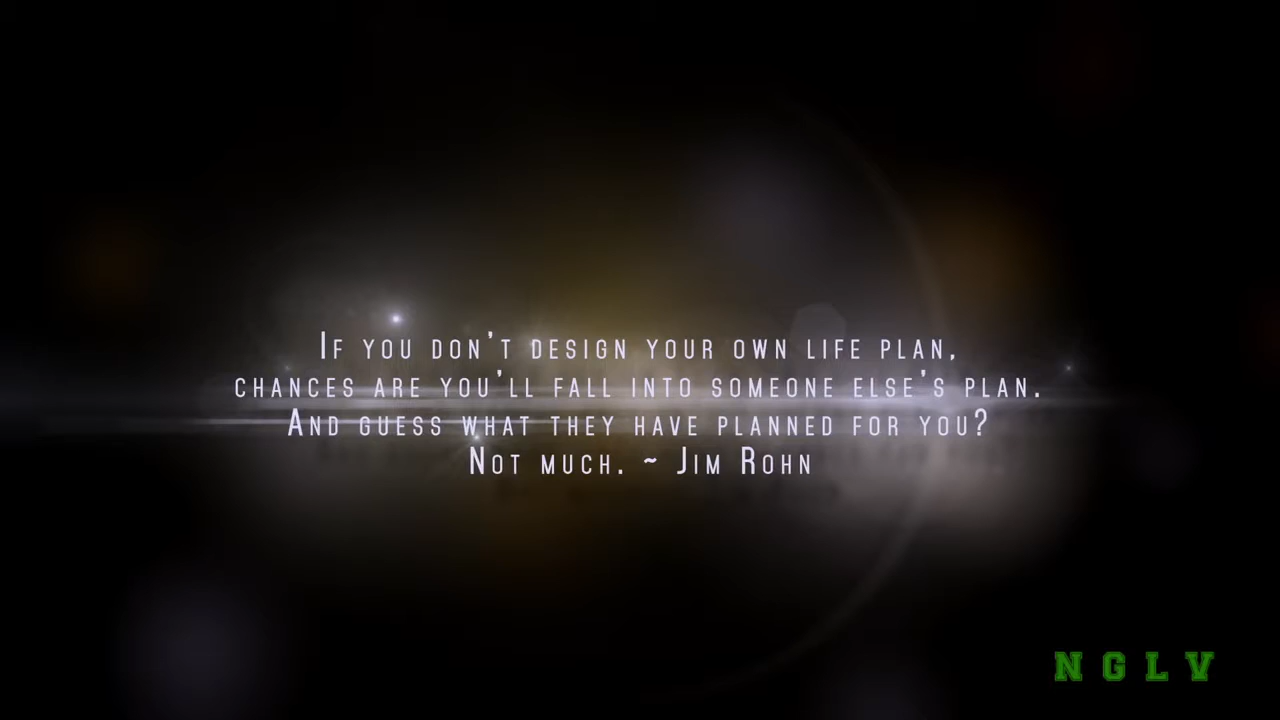 If you don't design your own life plan,
chances are you'll fall into someone else's plan.
And guess what they have planned for you?
Not much. ~ Jim Rohn
NGLV